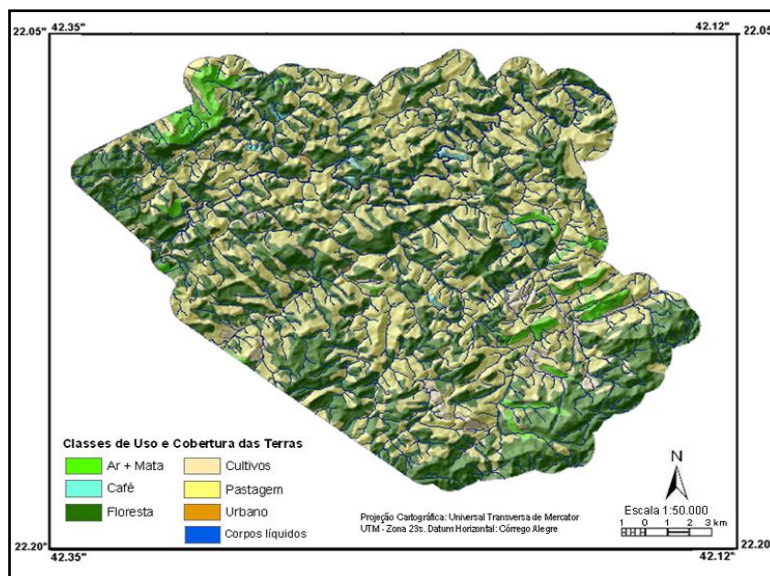 42.35" 42.12"
22.05" 22.05"
Classes de Uso e Cobertura das Terras
Ar + Mata Cultivos
Café Pastagem
Floresta Urbano
Corpos líquidos
N
Escala 1:50.000
1 0 1 2 3 km
Projeção Cartográfica: Universal Transversa de Mercator
UTM - Zona 23s. Datum Horizontal: Córrego Alegre
22.20" 22.20"
42.35" 42.12"